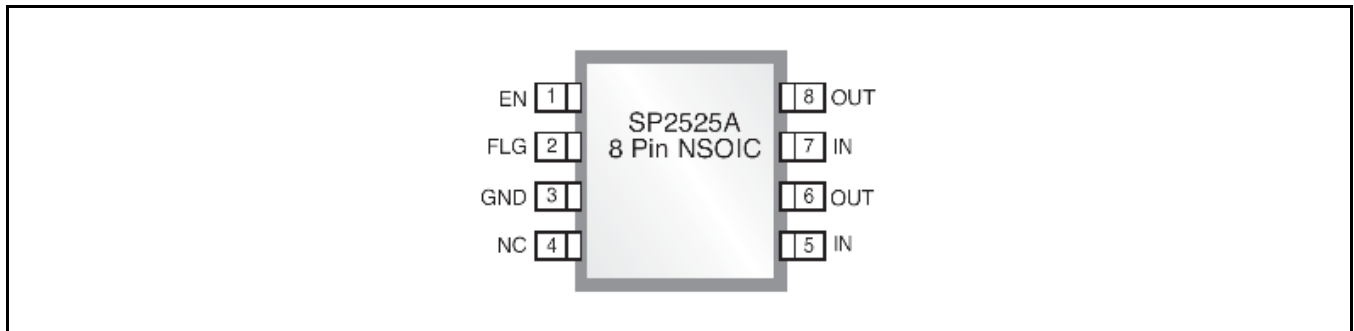 EN 1
FLG 2
GND 3
NC 4
SP2525A
8 Pin NSOIC
8 OUT
7 IN
6 OUT
5 IN